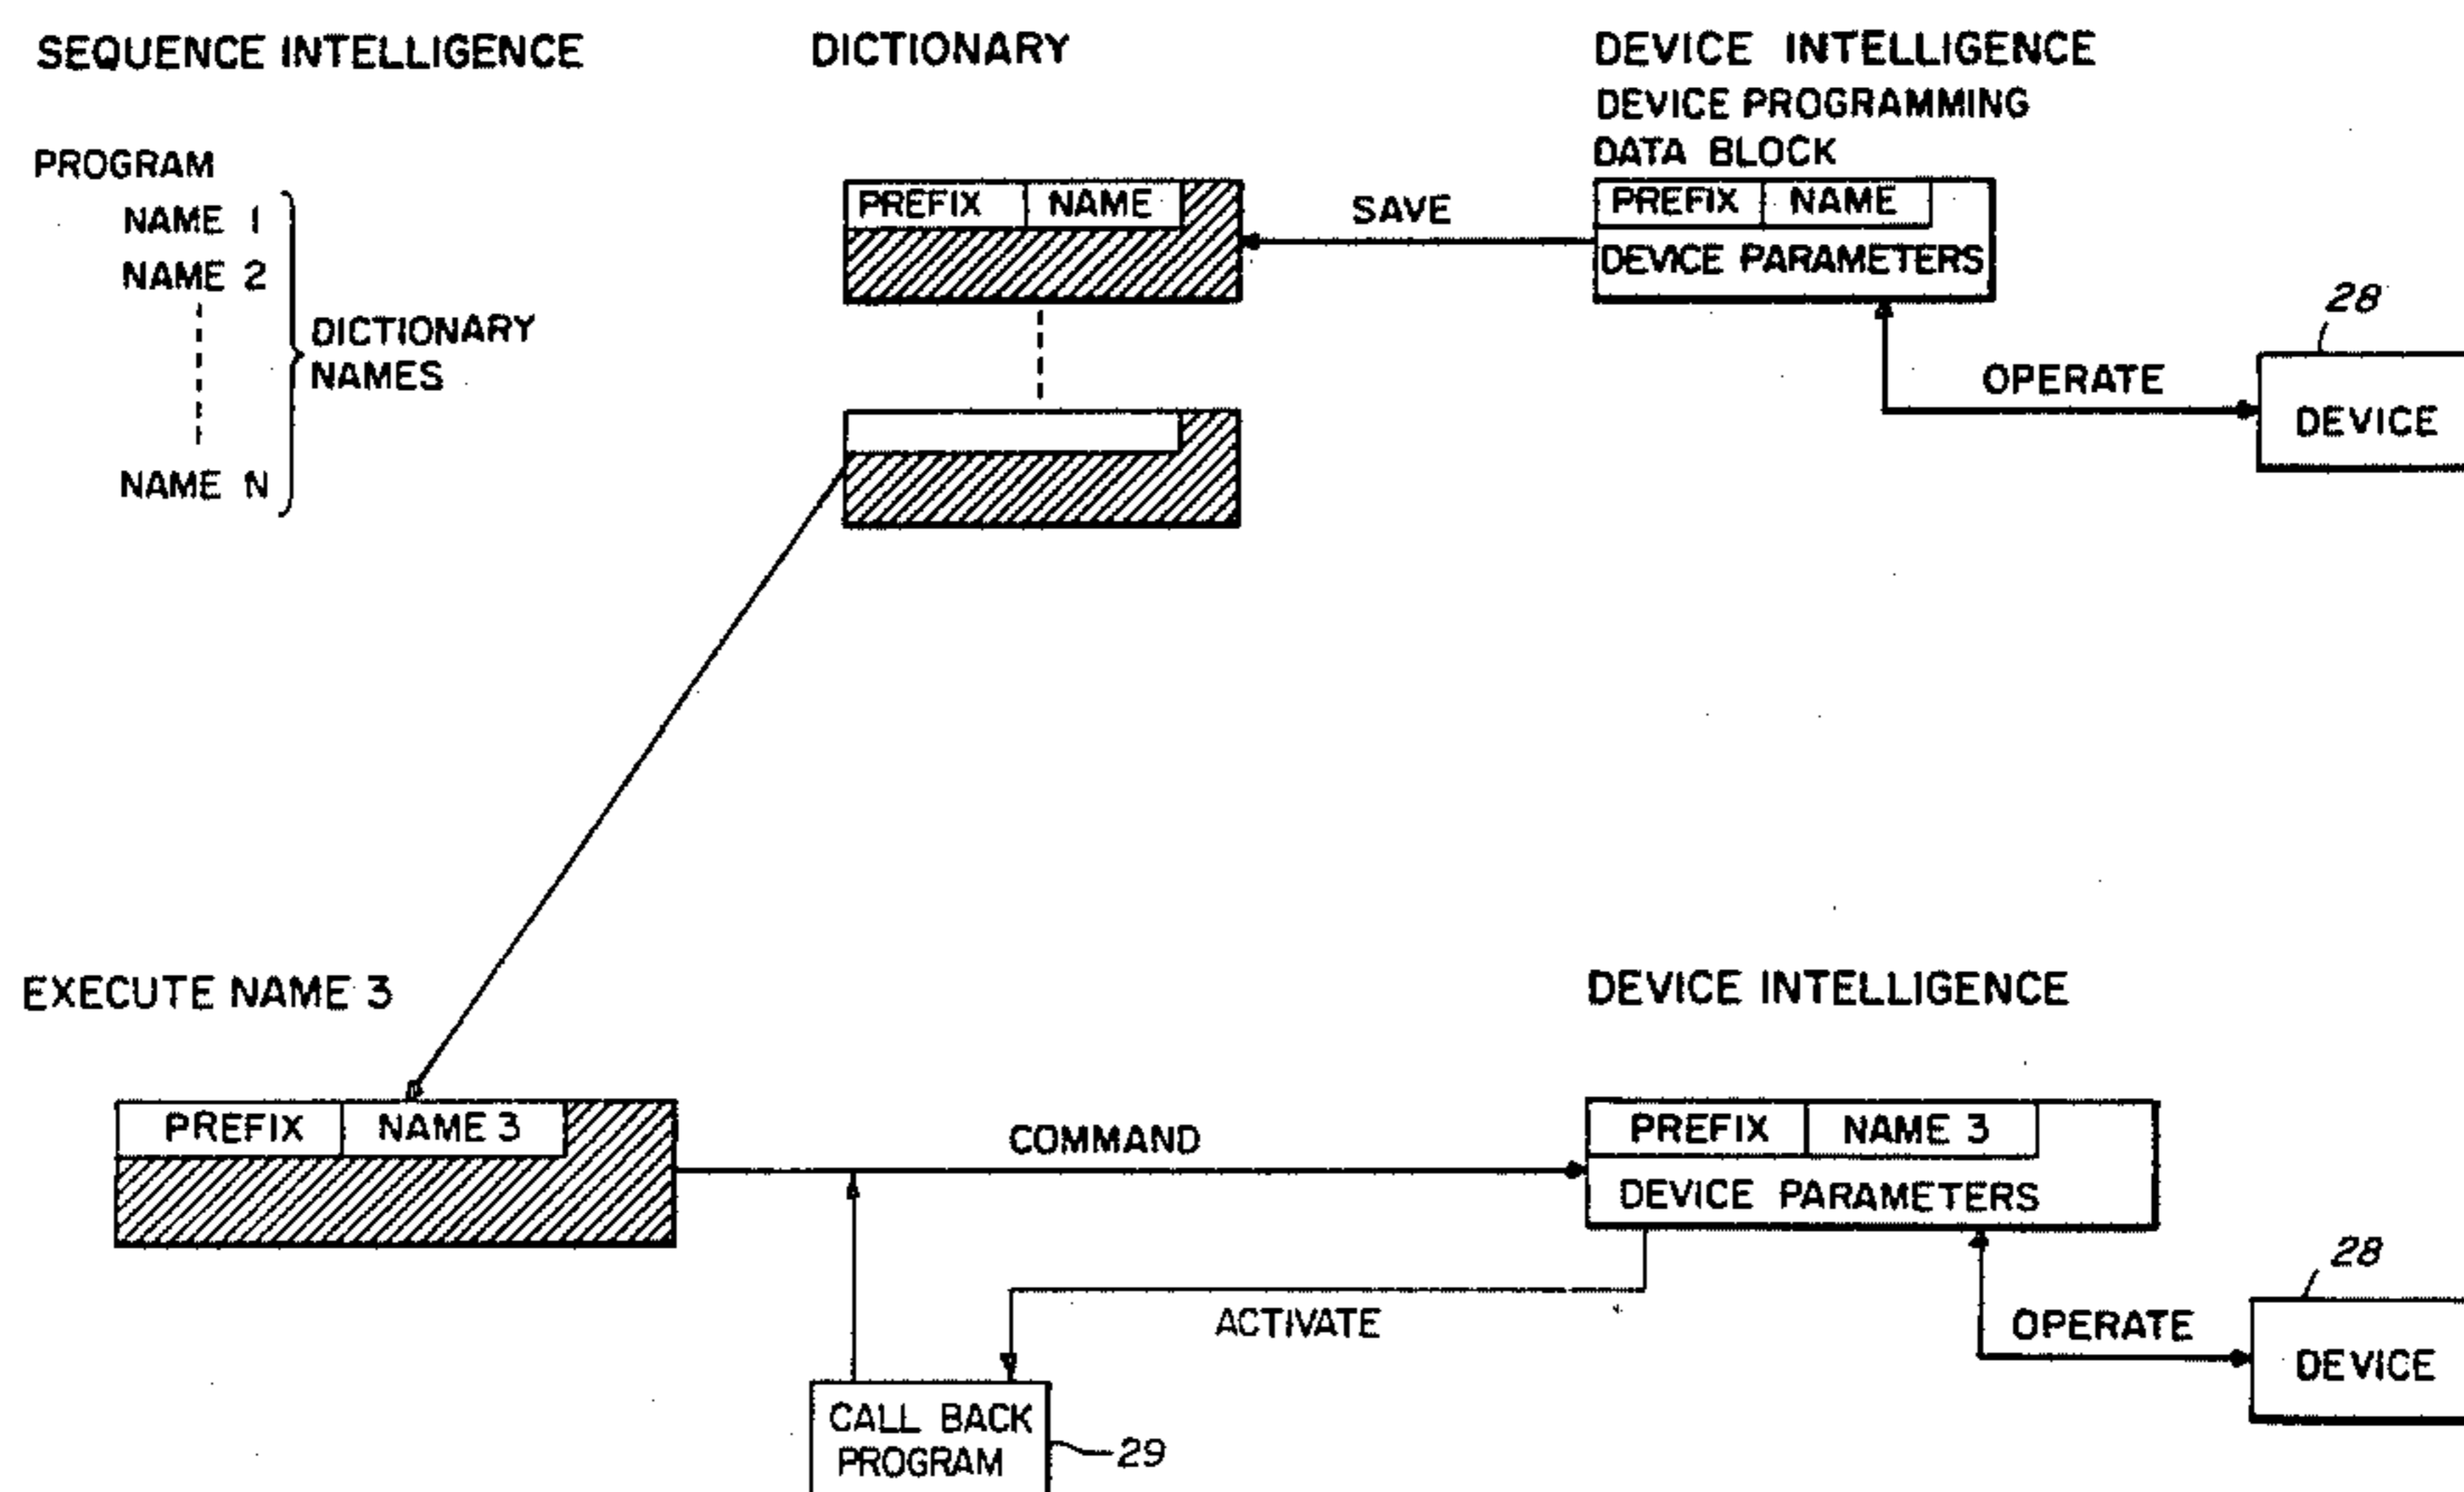 SEQUENCE INTELLIGENCE
DICTIONARY
DEVICE INTELLIGENCE
DEVICE PROGRAMMING
DATA BLOCK
PROGRAM
NAME 1
NAME 2
NAME N
DICTIONARY
NAMES
PREFIX NAME
SAVE
PREFIX NAME
DEVICE PARAMETERS
28
OPERATE
DEVICE
EXECUTE NAME 3
DEVICE INTELLIGENCE
PREFIX NAME 3
COMMAND
PREFIX NAME 3
DEVICE PARAMETERS
ACTIVATE
28
OPERATE
DEVICE
CALL BACK
PROGRAM
29